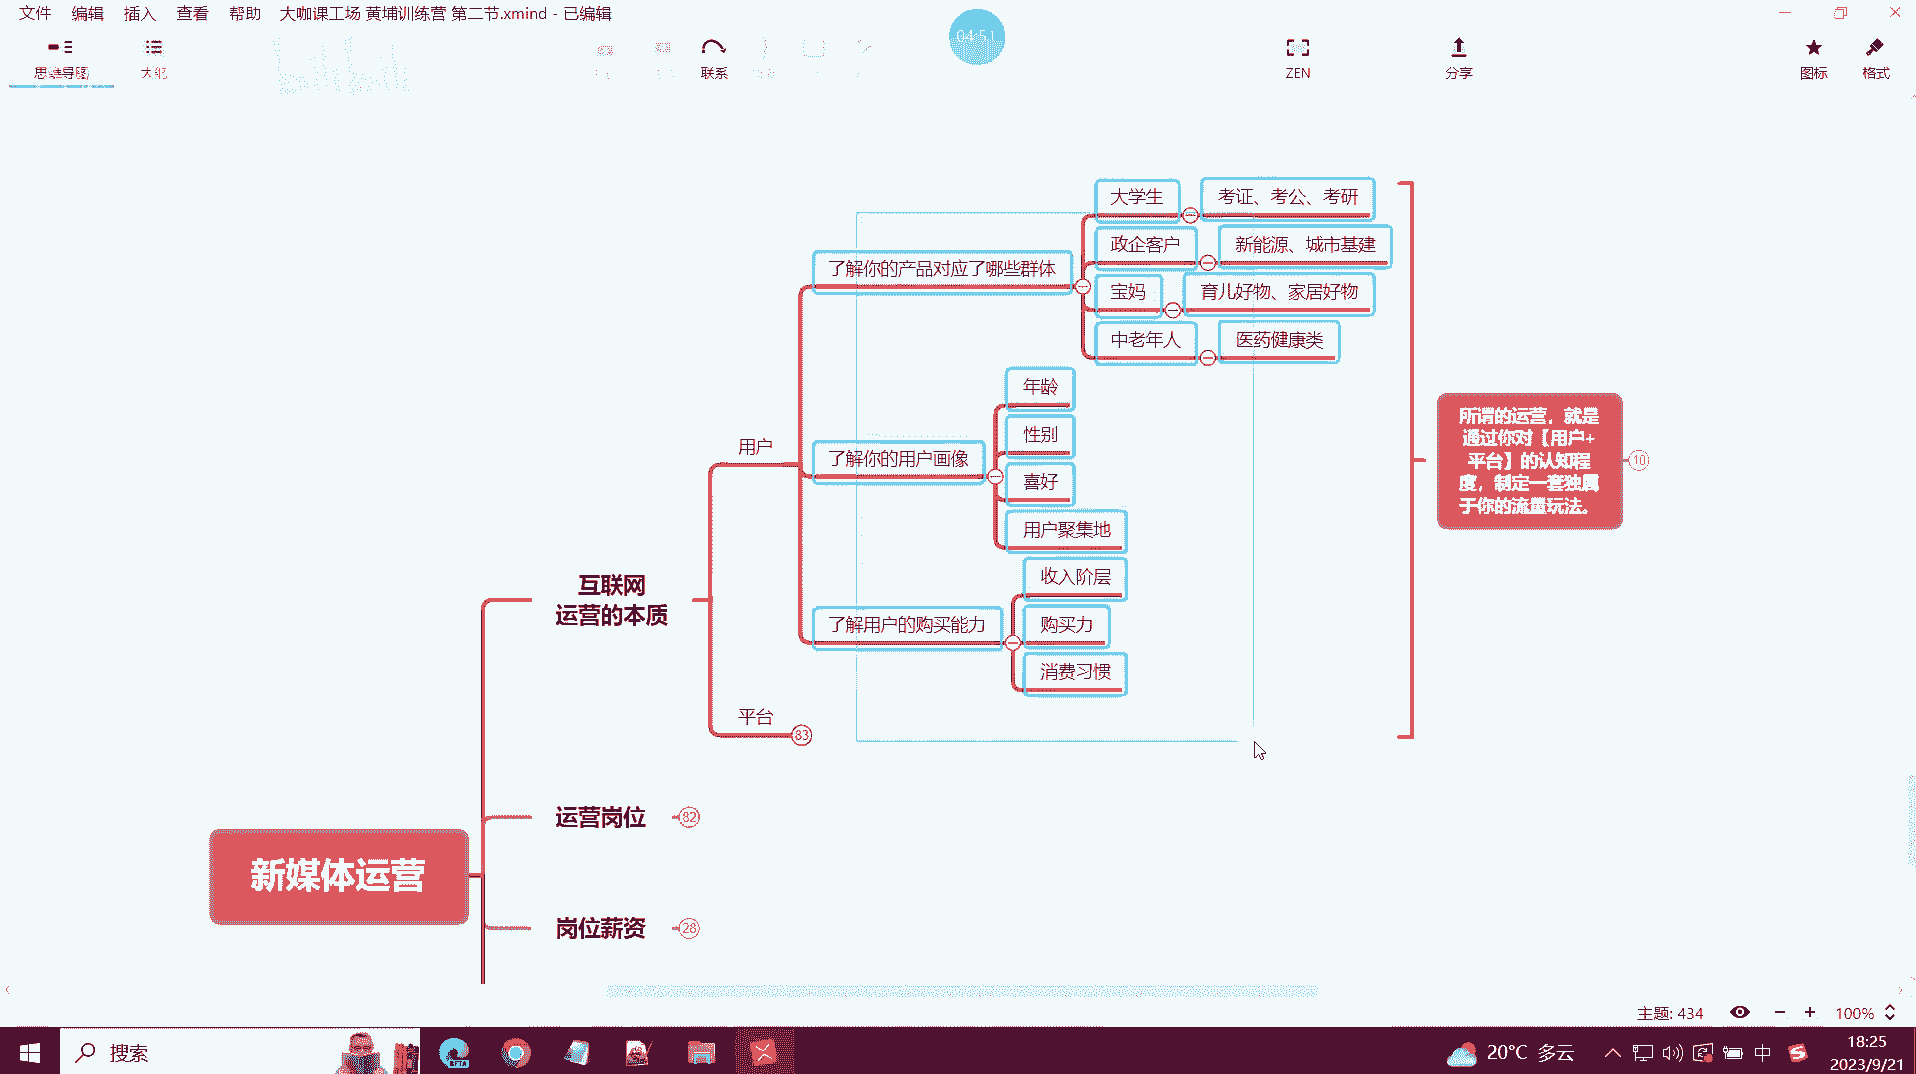 文件 编辑 插入 查看 帮助 大咖课工场 黄埔训练营 第二节.xmind - 已编辑
04:51
思维导图 大纲 联系 ZEN 分享 图标 格式
大学生 考证、考公、考研
政企客户 新能源、城市基建
了解你的产品对应了哪些群体
宝妈 育儿好物、家居好物
中老年人 医药健康类
年龄
性别
用户
了解你的用户画像
喜好
用户聚集地
所谓的运营，就是
通过你对【用户+
平台】的认知程
度，制定一套独属
于你的流量玩法。
10
互联网
运营的本质
收入阶层
了解用户的购买能力
购买力
消费习惯
平台 83
运营岗位 82
新媒体运营
岗位薪资 28
主题: 434 100%
搜索
BETA
20°C 多云
中
18:25
2023/9/21